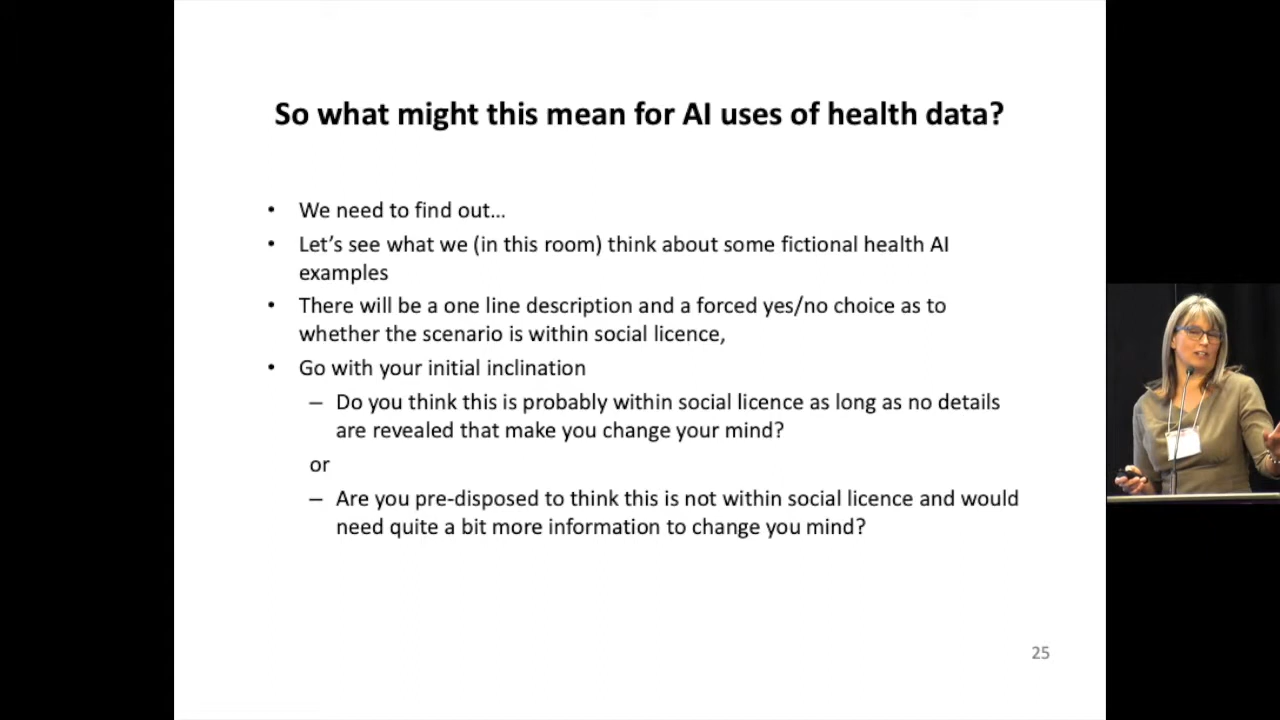 So what might this mean for AI uses of health data?
• We need to find out...
• Let's see what we (in this room) think about some fictional health AI
examples
• There will be a one line description and a forced yes/no choice as to
whether the scenario is within social licence,
• Go with your initial inclination
– Do you think this is probably within social licence as long as no details
are revealed that make you change your mind?
or
– Are you pre-disposed to think this is not within social licence and would
need quite a bit more information to change you mind?
25